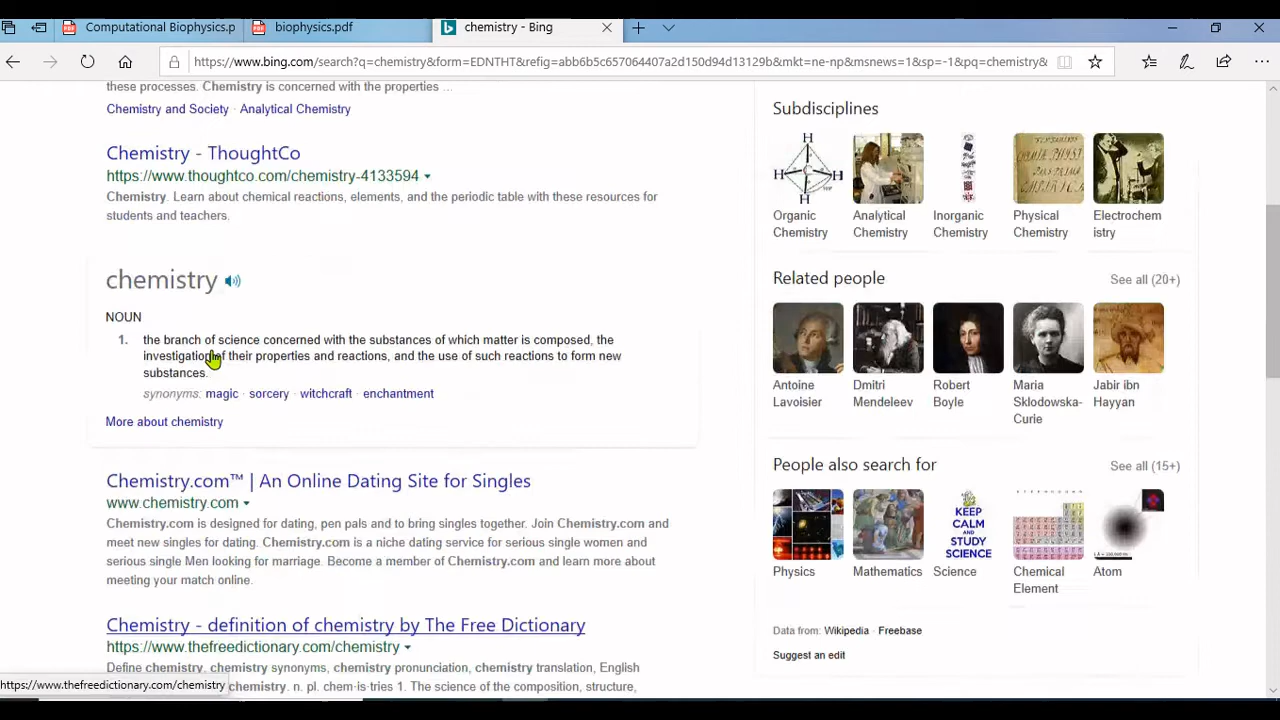 Computational Biophysics.p
biophysics.pdf
chemistry - Bing
https://www.bing.com/search?q=chemistry&form=EDNTHT&refig=abb6b5c657064407a2d150d94d13129b&mkt=ne-np&msnews=1&sp=-1&pq=chemistry&
these processes. Chemistry is concerned with the properties ...
Chemistry and Society · Analytical Chemistry
Chemistry - ThoughtCo
https://www.thoughtco.com/chemistry-4133594
Chemistry. Learn about chemical reactions, elements, and the periodic table with these resources for
students and teachers.
chemistry
NOUN
1. the branch of science concerned with the substances of which matter is composed, the
investigation of their properties and reactions, and the use of such reactions to form new
substances.
synonyms: magic · sorcery · witchcraft · enchantment
More about chemistry
Chemistry.com™ | An Online Dating Site for Singles
www.chemistry.com
Chemistry.com is designed for dating, pen pals and to bring singles together. Join Chemistry.com and
meet new singles for dating. Chemistry.com is a niche dating service for serious single women and
serious single Men looking for marriage. Become a member of Chemistry.com and learn more about
meeting your match online.
Chemistry - definition of chemistry by The Free Dictionary
https://www.thefreedictionary.com/chemistry
Define chemistry, chemistry synonyms, chemistry pronunciation, chemistry translation, English
chemistry. n. pl. chem·is·tries 1. The science of the composition, structure,
https://www.thefreedictionary.com/chemistry
Subdisciplines
H
H C H
H
Organic
Chemistry
Analytical
Chemistry
Inorganic
Chemistry
Physical
Chemistry
Electrochem
istry
Related people
See all (20+)
Antoine
Lavoisier
Dmitri
Mendeleev
Robert
Boyle
Maria
Sklodowska-
Curie
Jabir ibn
Hayyan
People also search for
See all (15+)
KEEP
CALM
AND
STUDY
SCIENCE
Physics
Mathematics
Science
Chemical
Element
Atom
Data from: Wikipedia · Freebase
Suggest an edit